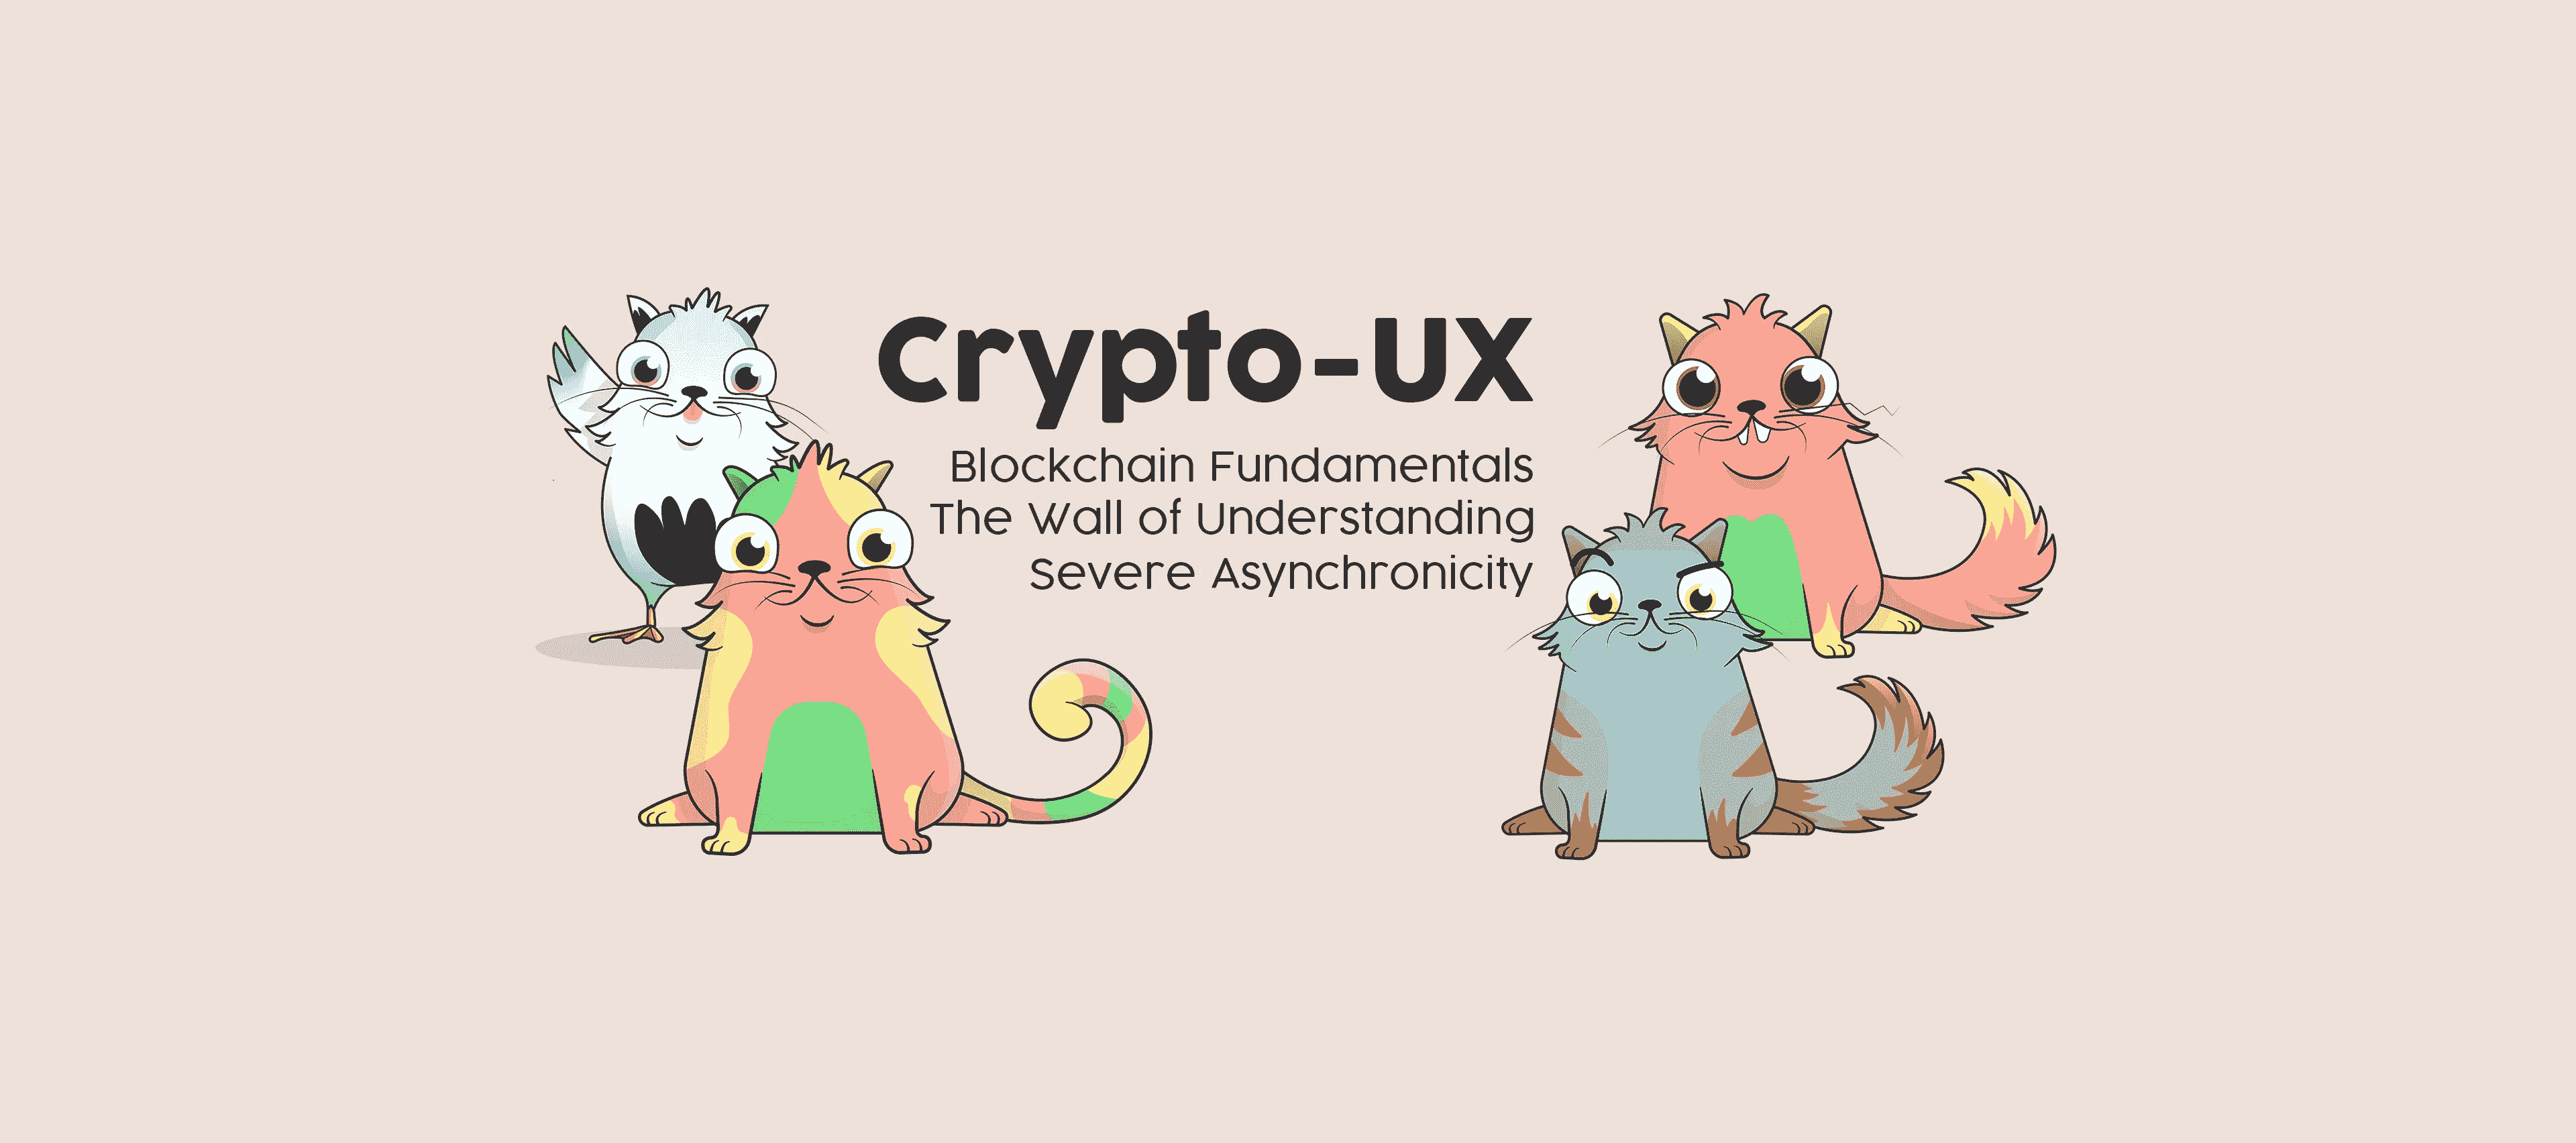 Crypto-UX
Blockchain Fundamentals
The Wall of Understanding
Severe Asynchronicity